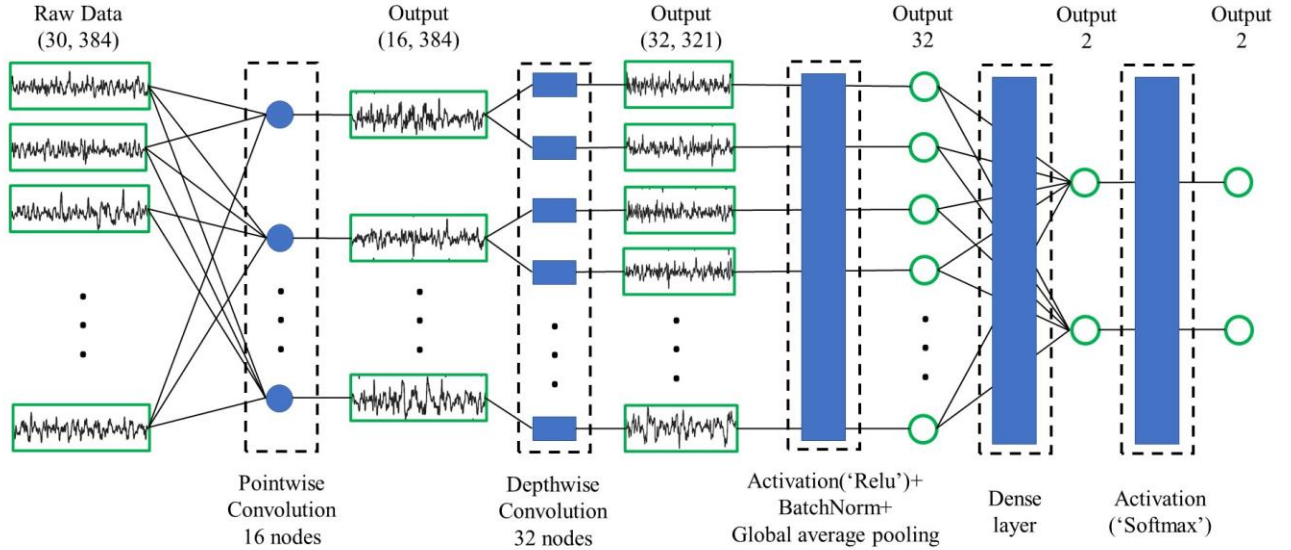 Raw Data
(30, 384)
Output
(16, 384)
Output
(32, 321)
Output
32
Output
2
Output
2
Pointwise
Convolution
16 nodes
Depthwise
Convolution
32 nodes
Activation(‘Relu’)+
BatchNorm+
Global average pooling
Dense
layer
Activation
(‘Softmax’)